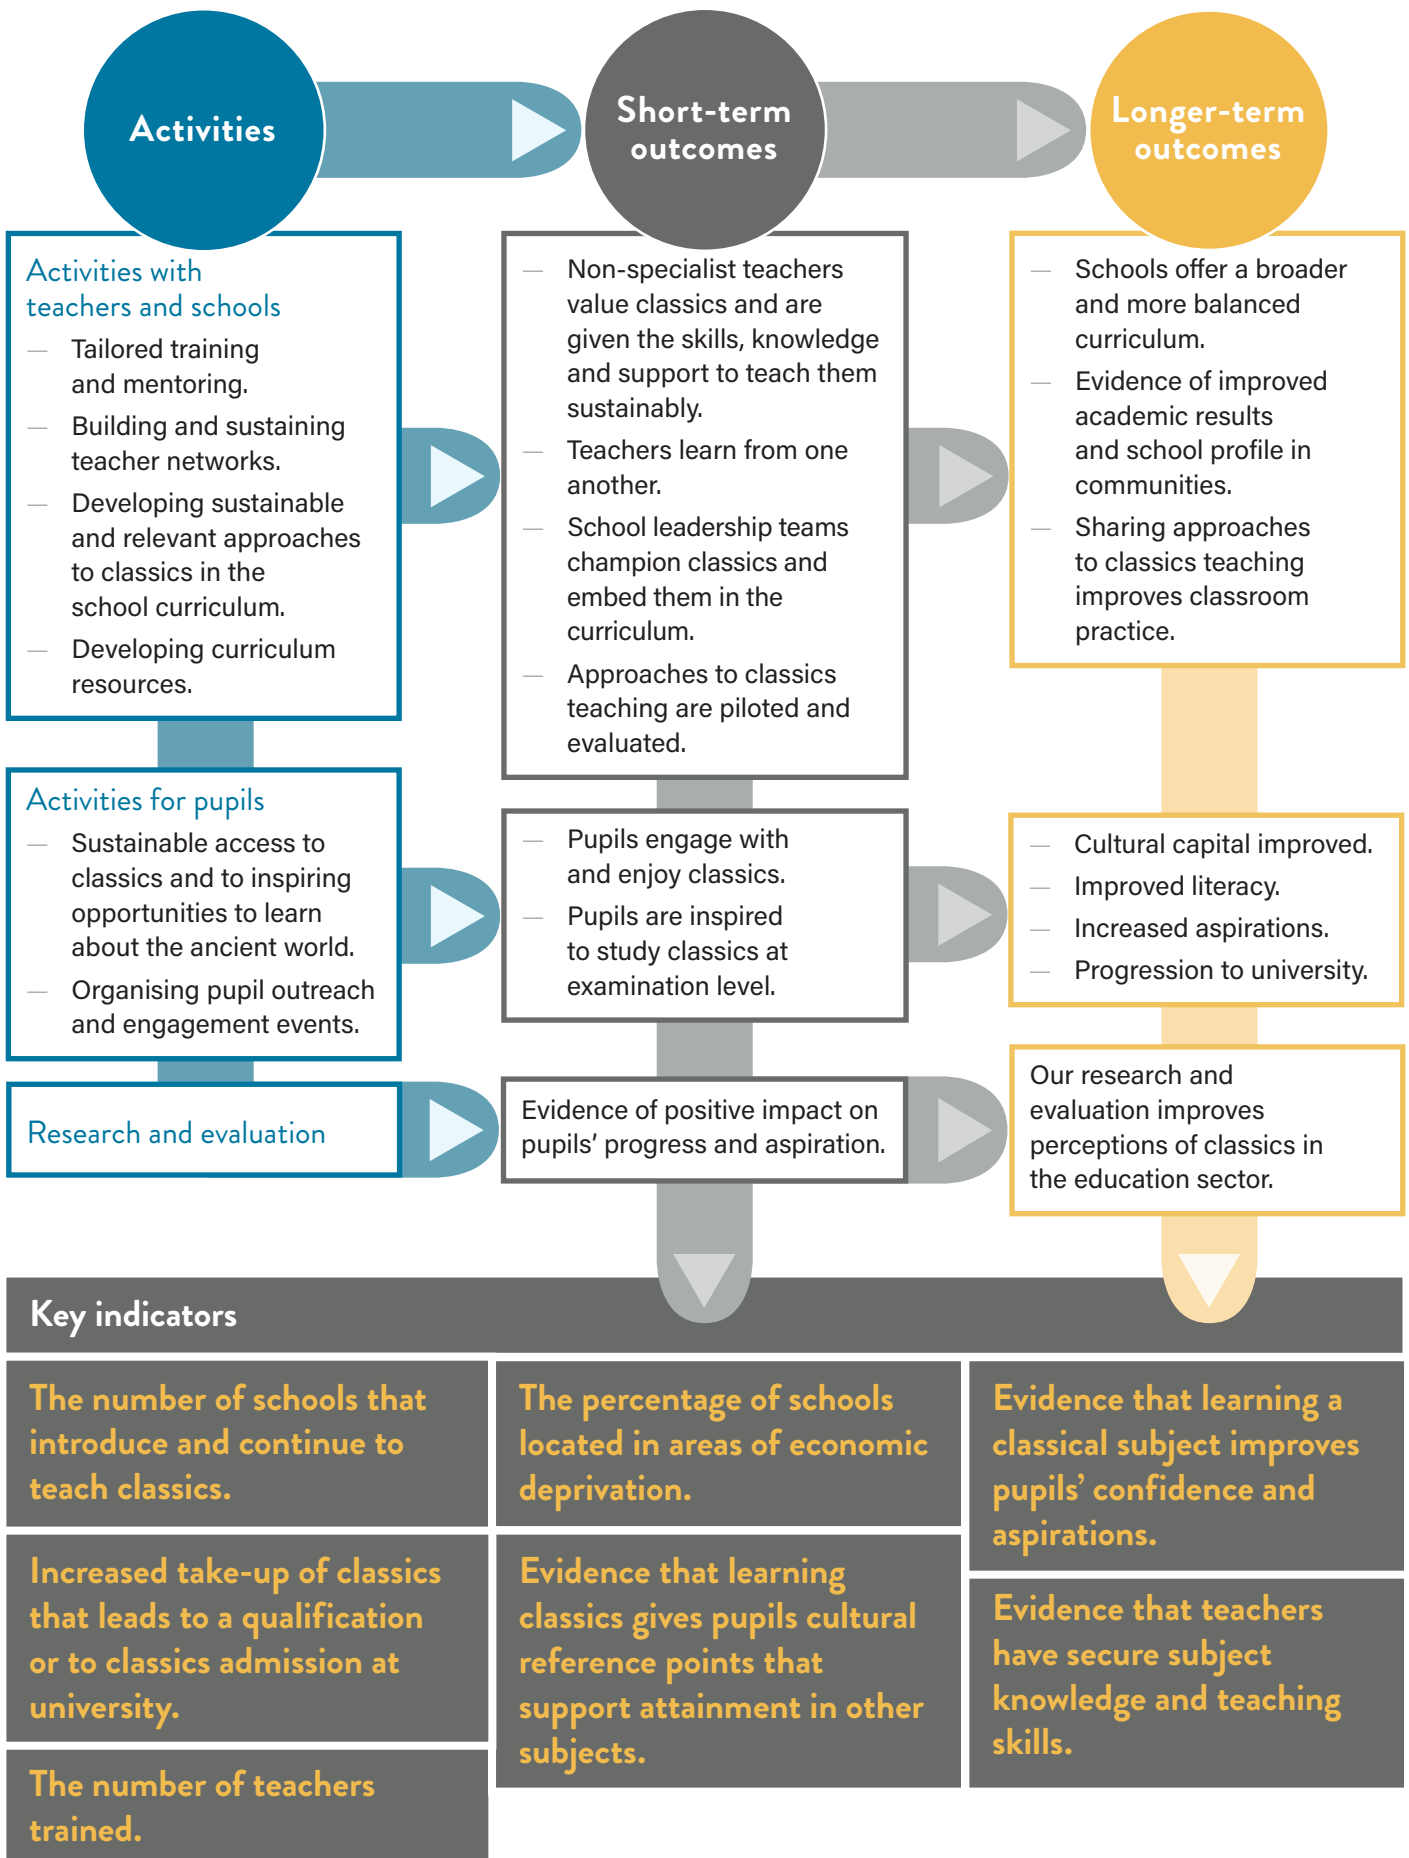 Activities
Short-term
outcomes
Longer-term
outcomes
Activities with
teachers and schools
— Tailored training
and mentoring.
— Building and sustaining
teacher networks.
— Developing sustainable
and relevant approaches
to classics in the
school curriculum.
— Developing curriculum
resources.
— Non-specialist teachers
value classics and are
given the skills, knowledge
and support to teach them
sustainably.
— Teachers learn from one
another.
— School leadership teams
champion classics and
embed them in the
curriculum.
— Approaches to classics
teaching are piloted and
evaluated.
— Schools offer a broader
and more balanced
curriculum.
— Evidence of improved
academic results
and school profile in
communities.
— Sharing approaches
to classics teaching
improves classroom
practice.
Activities for pupils
— Sustainable access to
classics and to inspiring
opportunities to learn
about the ancient world.
— Organising pupil outreach
and engagement events.
— Pupils engage with
and enjoy classics.
— Pupils are inspired
to study classics at
examination level.
— Cultural capital improved.
— Improved literacy.
— Increased aspirations.
— Progression to university.
Research and evaluation
Evidence of positive impact on
pupils’ progress and aspiration.
Our research and
evaluation improves
perceptions of classics in
the education sector.
Key indicators
The number of schools that
introduce and continue to
teach classics.
Increased take-up of classics
that leads to a qualification
or to classics admission at
university.
The number of teachers
trained.
The percentage of schools
located in areas of economic
deprivation.
Evidence that learning
classics gives pupils cultural
reference points that
support attainment in other
subjects.
Evidence that learning a
classical subject improves
pupils’ confidence and
aspirations.
Evidence that teachers
have secure subject
knowledge and teaching
skills.